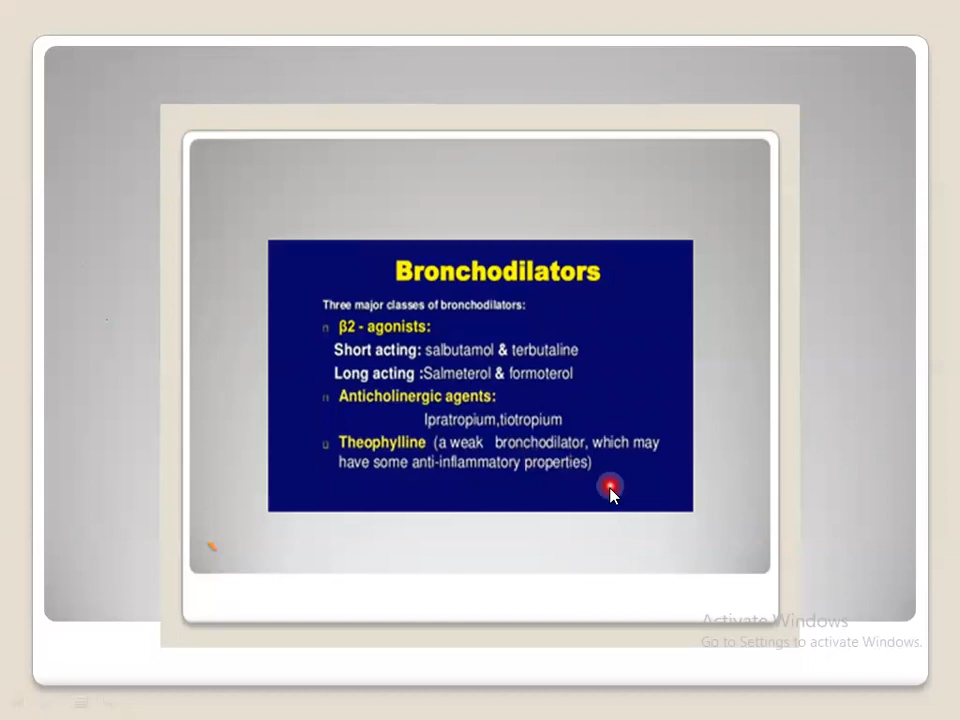 Bronchodilators
Three major classes of bronchodilators:
β2 - agonists:
Short acting: salbutamol & terbutaline
Long acting :Salmeterol & formoterol
Anticholinergic agents:
Ipratropium,tiotropium
Theophylline (a weak bronchodilator, which may
have some anti-inflammatory properties)
Activate Windows
Go to Settings to activate Windows.